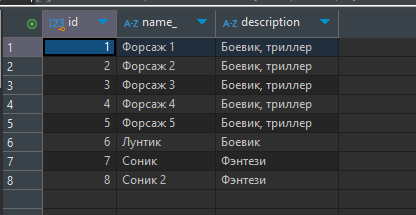 123 id A-Z name_ A-Z description
1 1 Форсаж 1 Боевик, триллер
2 2 Форсаж 2 Боевик, триллер
3 3 Форсаж 3 Боевик, триллер
4 4 Форсаж 4 Боевик, триллер
5 5 Форсаж 5 Боевик, триллер
6 6 Лунтик Боевик
7 7 Соник Фэнтези
8 8 Соник 2 Фэнтези